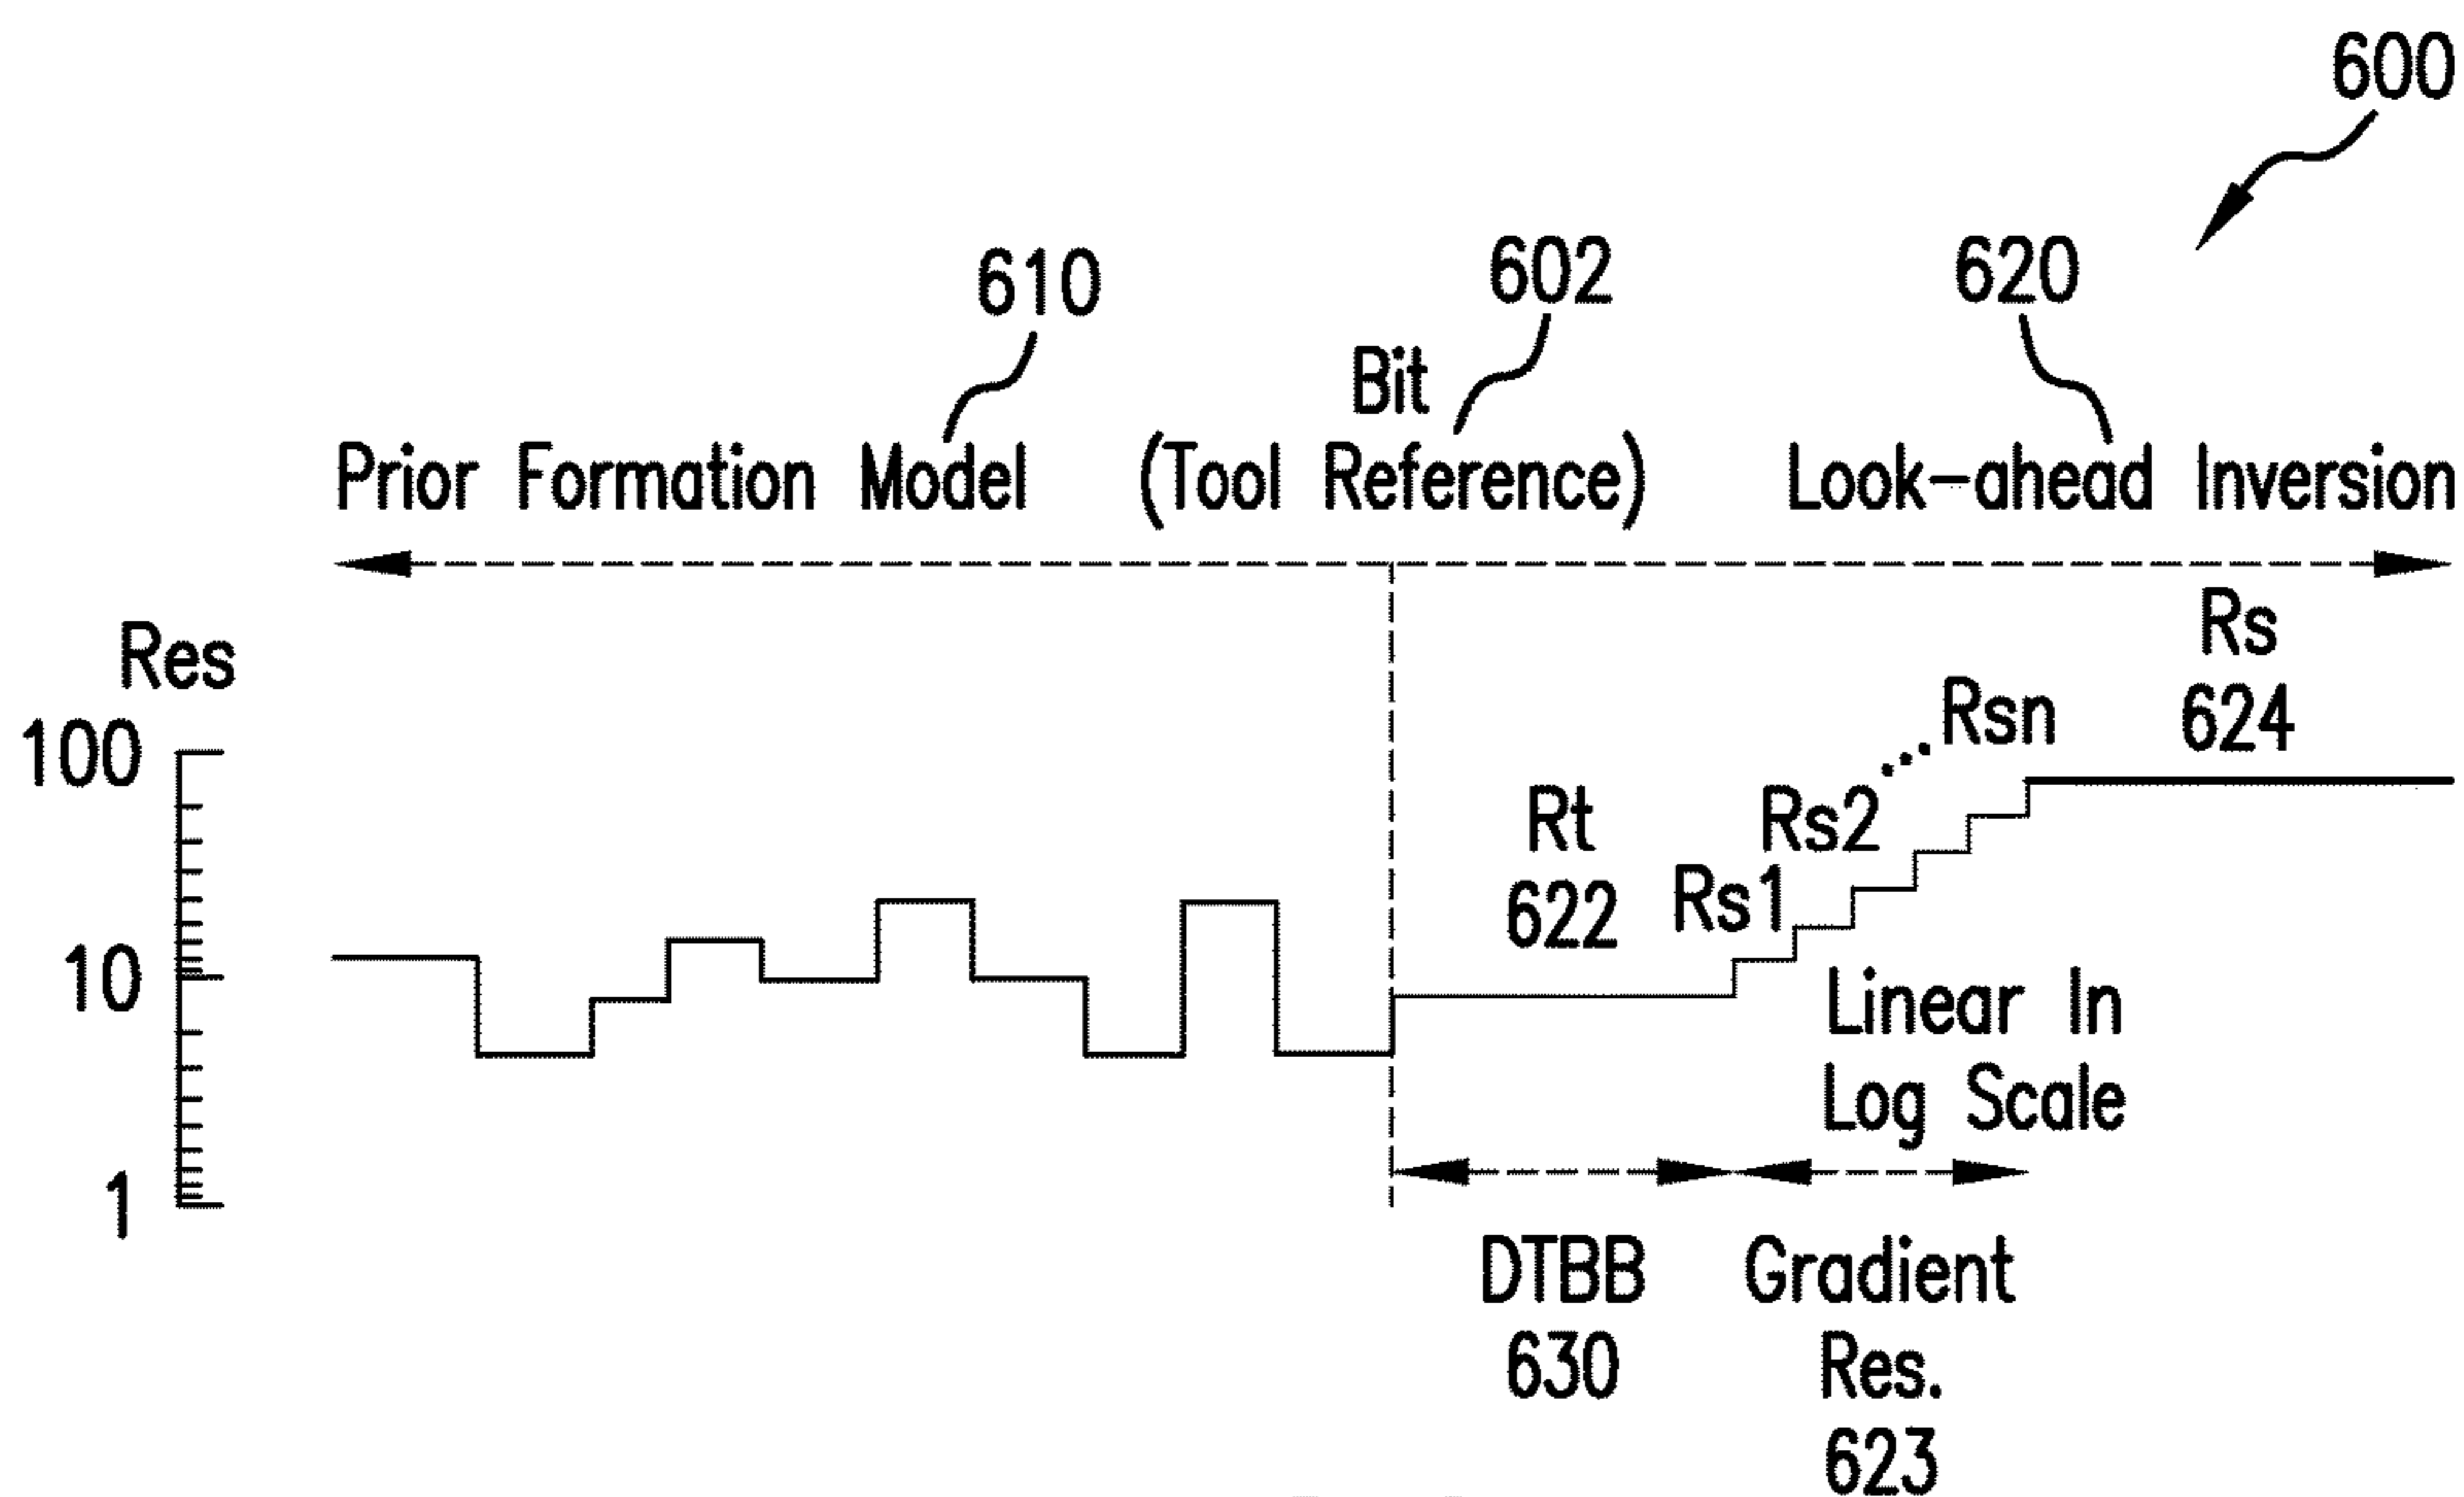 600
610
602
620
Bit
Prior Formation Model
(Tool Reference)
Look-ahead Inversion
Res
100
10
1
Rs
624
Rsn
Rs2
Rs1
Rt
622
Linear In
Log Scale
DTBB
630
Gradient
Res.
623